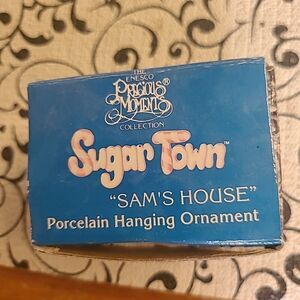 THE
ENESCO
PRECIOUS®
MOMENTS
COLLECTION
Sugar Town™
"SAM'S HOUSE"
Porcelain Hanging Ornament